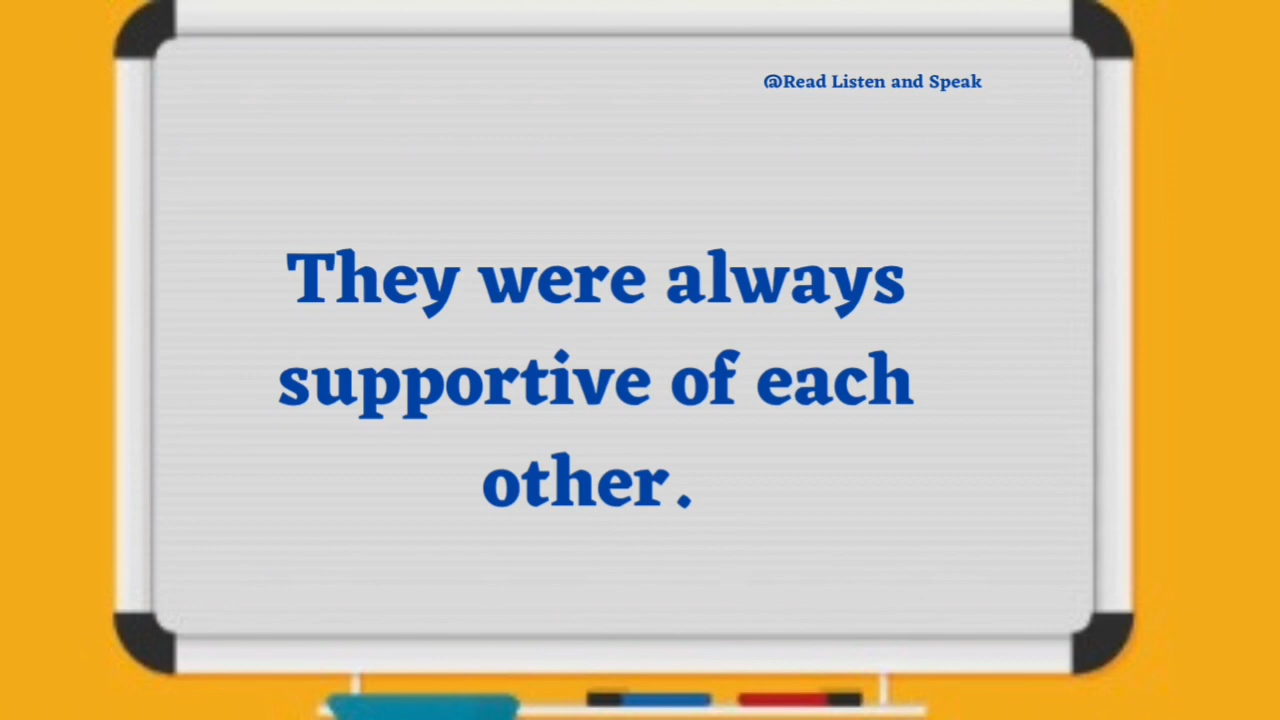 @Read Listen and Speak
They were always
supportive of each
other.